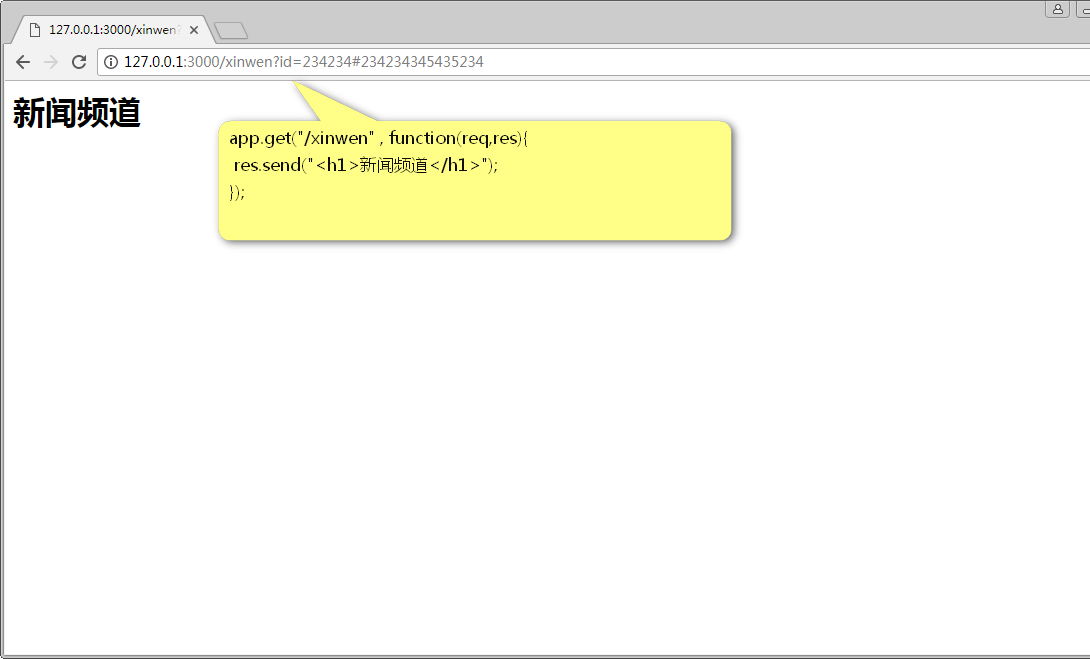 127.0.0.1:3000/xinwen?
127.0.0.1:3000/xinwen?id=234234#234234345435234
新闻频道
app.get("/xinwen" , function(req,res){
res.send("<h1>新闻频道</h1>");
});